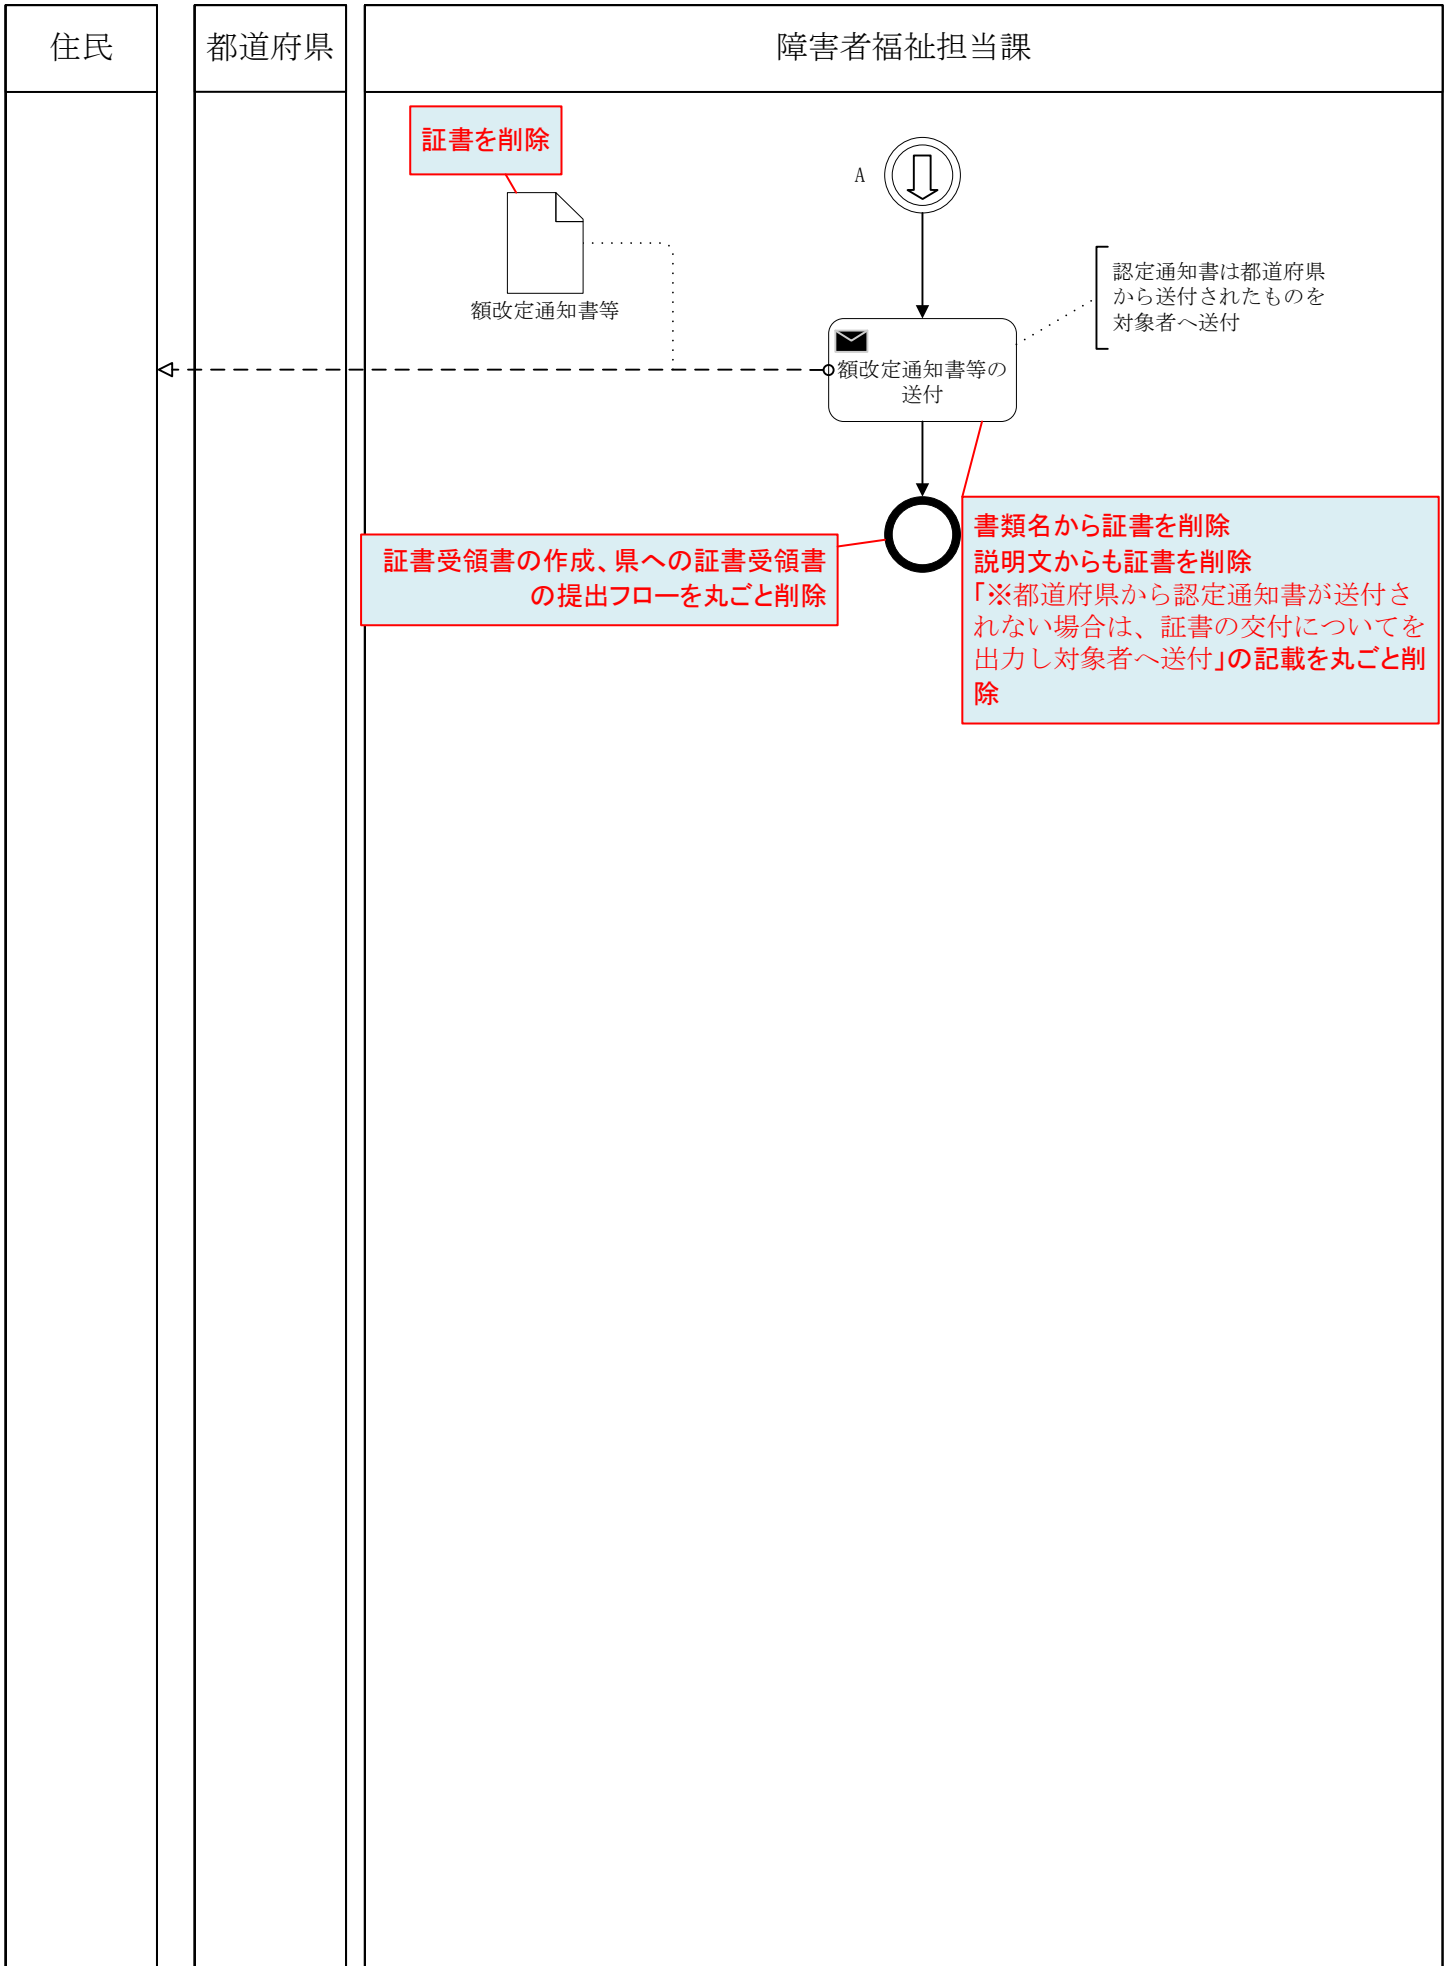 住民
都道府県
障害者福祉担当課
証書を削除
A
額改定通知書等
認定通知書は都道府県
から送付されたものを
対象者へ送付
額改定通知書等の
送付
証書受領書の作成、県への証書受領書
の提出フローを丸ごと削除
書類名から証書を削除
説明文からも証書を削除
「※都道府県から認定通知書が送付さ
れない場合は、証書の交付についてを
出力し対象者へ送付」の記載を丸ごと削
除